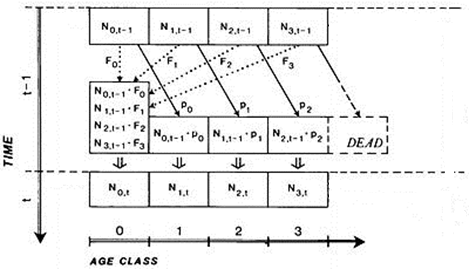 N0,t-1 N1,t-1 N2,t-1 N3,t-1
F0 F1 F2 F3
t-1
N0,t-1·F0
N1,t-1·F1
N2,t-1·F2
N3,t-1·F3
p0 p1 p2
N0,t-1·p0 N1,t-1·p1 N2,t-1·p2 DEAD
TIME
t
N0,t N1,t N2,t N3,t
0 1 2 3
AGE CLASS